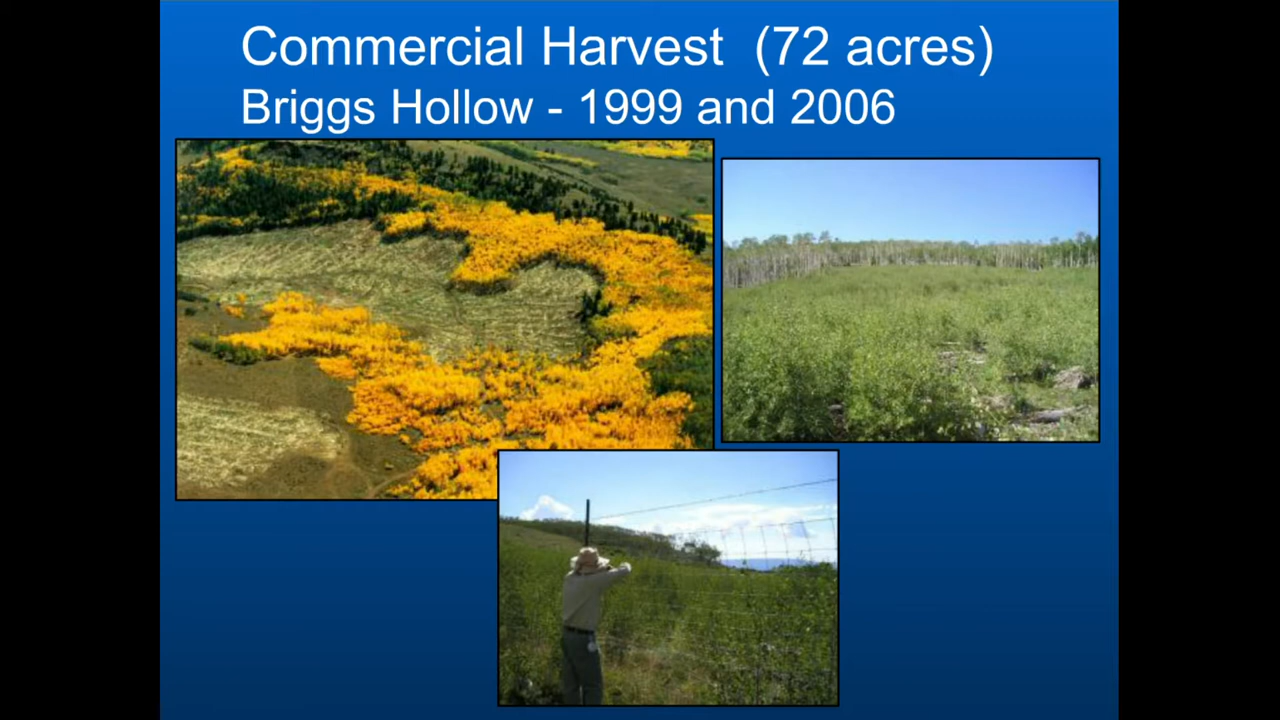 Commercial Harvest (72 acres)
Briggs Hollow - 1999 and 2006